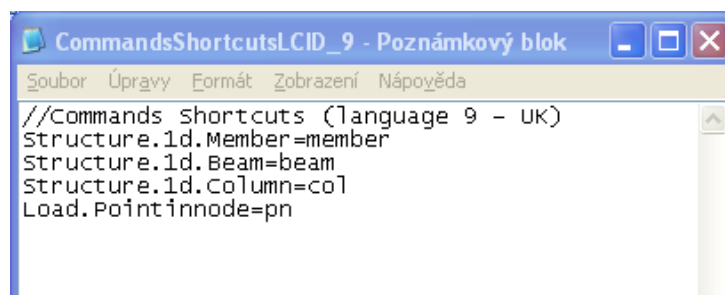 CommandsShortcutsLCID_9 - Poznámkový blok
Soubor Úpravy Formát Zobrazení Nápověda
//Commands Shortcuts (language 9 - UK)
Structure.1d.Member=member
Structure.1d.Beam=beam
Structure.1d.Column=col
Load.Pointinnode=pn